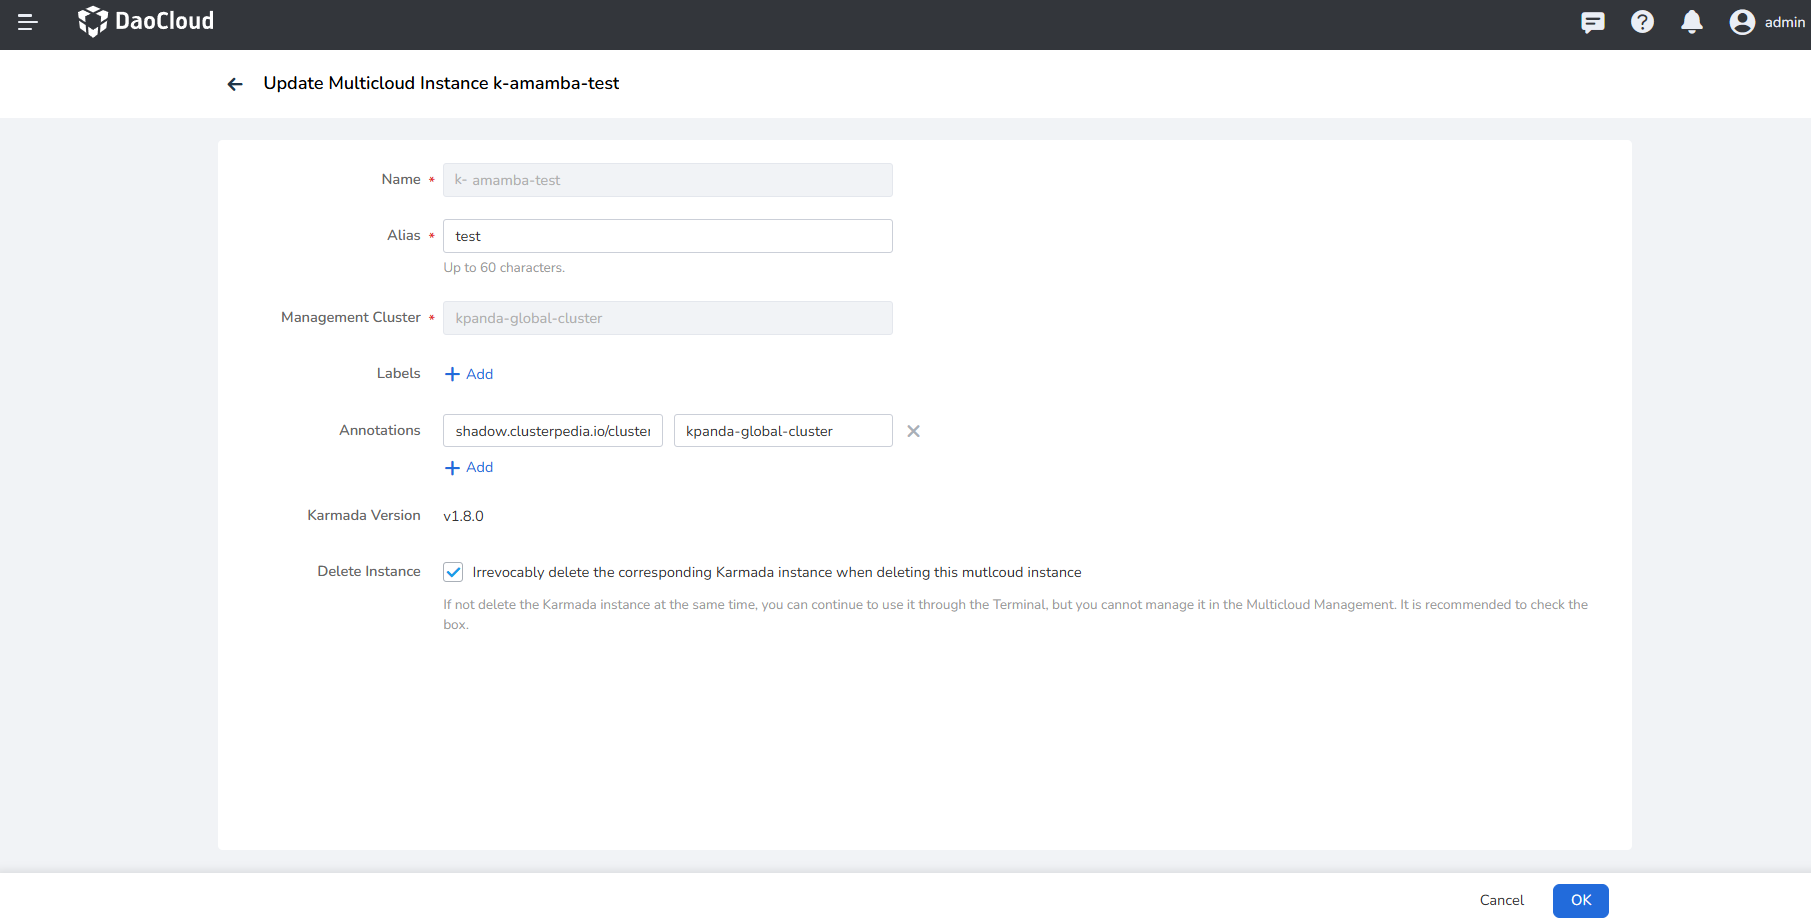 DaoCloud
admin
Update Multicloud Instance k-amamba-test
Name * k- amamba-test
Alias * test
Up to 60 characters.
Management Cluster * kpanda-global-cluster
Labels + Add
Annotations shadow.clusterpedia.io/cluster kpanda-global-cluster
+ Add
Karmada Version v1.8.0
Delete Instance Irrevocably delete the corresponding Karmada instance when deleting this mutlcoud instance
If not delete the Karmada instance at the same time, you can continue to use it through the Terminal, but you cannot manage it in the Multicloud Management. It is recommended to check the
box.
Cancel OK